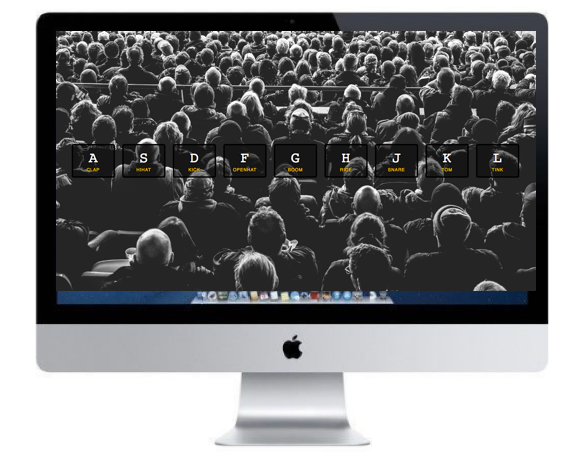 A S D F G H J K L
CLAP HIHAT KICK OPENHAT BOOM RIDE SNARE TOM TINK